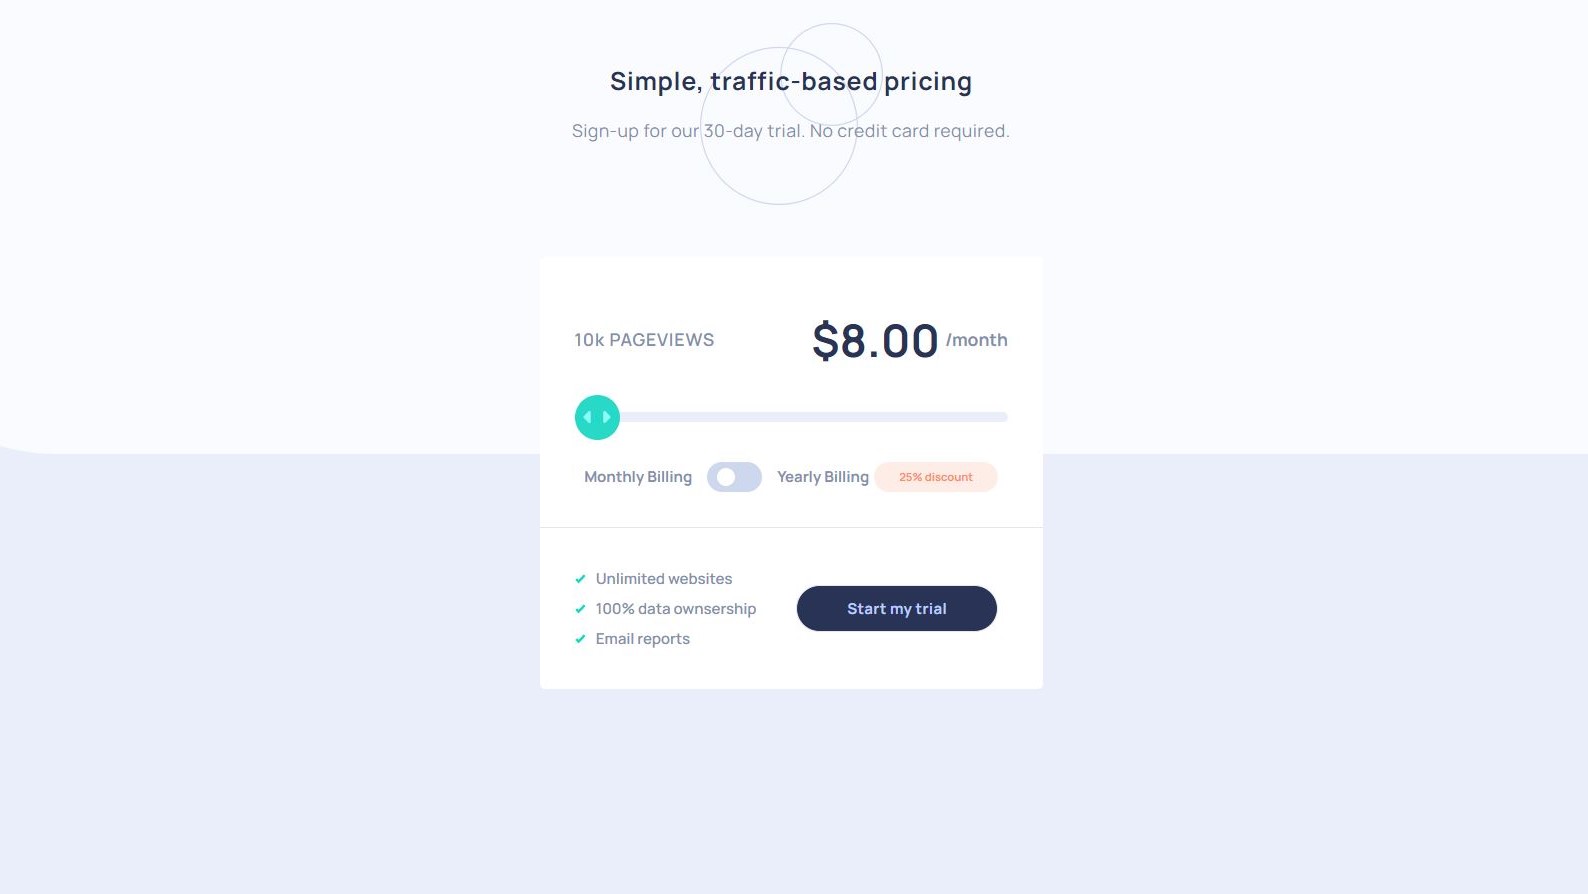 Simple, traffic-based pricing
Sign-up for our 30-day trial. No credit card required.
10k PAGEVIEWS
$8.00 /month
Monthly Billing
Yearly Billing
25% discount
Unlimited websites
100% data ownsership
Email reports
Start my trial